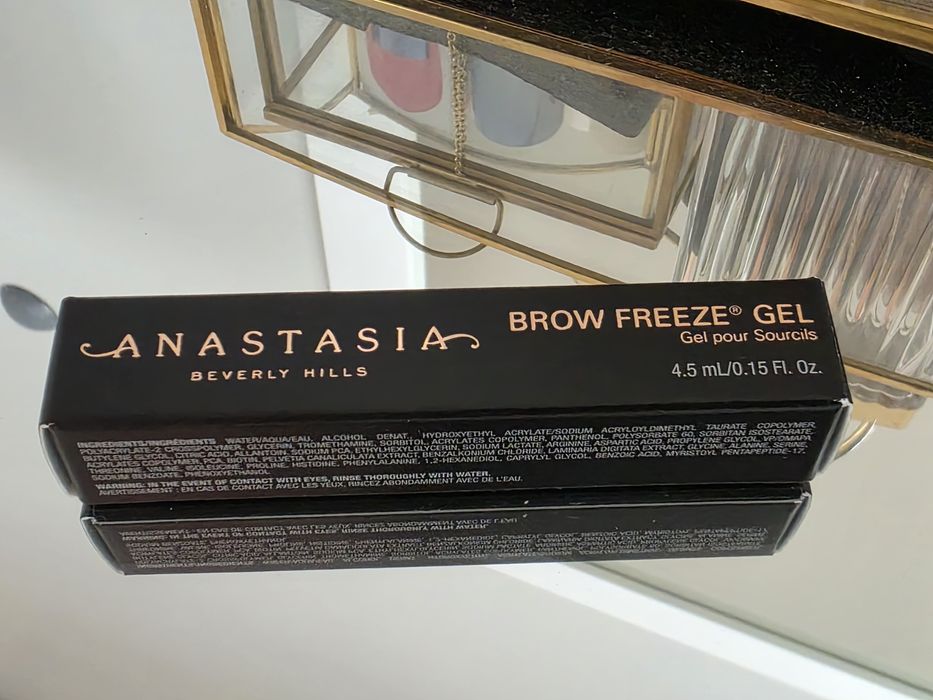 ANASTASIA
BEVERLY HILLS
BROW FREEZE® GEL
Gel pour Sourcils
4.5 mL/0.15 Fl. Oz.
INGREDIENTS/INGRÉDIENTS WATER/AQUA/EAU, ALCOHOL DENAT., HYDROXYETHYL ACRYLATE/SODIUM ACRYLOYLDIMETHYL TAURATE COPOLYMER,
POLYACRYLATE-2 CROSSPOLYMER, GLYCERIN, TROMETHAMINE, SORBITOL, ACRYLATES COPOLYMER, PANTHENOL, POLYSORBATE 60, SORBITAN ISOSTEARATE,
BUTYLENE GLYCOL, CITRIC ACID, ALLANTOIN, SODIUM PCA, ETHYLHEXYLGLYCERIN, SODIUM LACTATE, ARGININE, ASPARTIC ACID, PROPYLENE GLYCOL, VP/DMAPA
ACRYLATES COPOLYMER, PCA, BIOTIN, PELVETIA CANALICULATA EXTRACT, BENZALKONIUM CHLORIDE, LAMINARIA DIGITATA EXTRACT, GLYCINE, ALANINE, SERINE,
THREONINE, VALINE, ISOLEUCINE, PROLINE, HISTIDINE, PHENYLALANINE, 1,2-HEXANEDIOL, CAPRYLYL GLYCOL, BENZOIC ACID, MYRISTOYL PENTAPEPTIDE-17,
SODIUM BENZOATE, PHENOXYETHANOL.
WARNING: IN THE EVENT OF CONTACT WITH EYES, RINSE THOROUGHLY WITH WATER.
AVERTISSEMENT : EN CAS DE CONTACT AVEC LES YEUX, RINCEZ ABONDAMMENT AVEC DE L'EAU.